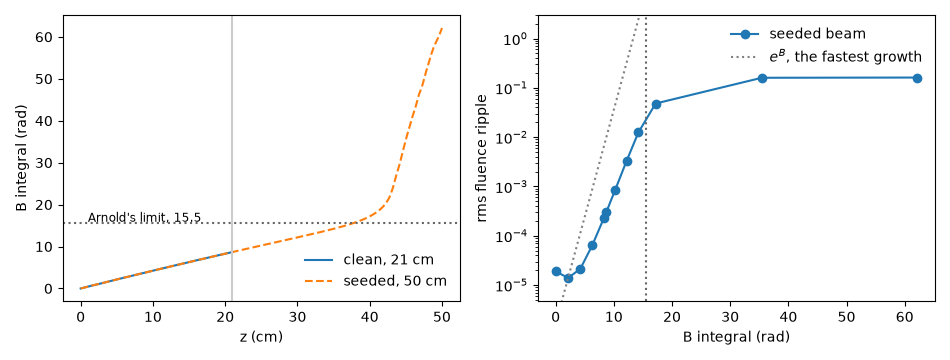 60
50
40
30
20
10
0
B integral (rad)
Arnold's limit, 15.5
clean, 21 cm
seeded, 50 cm
0 10 20 30 40 50
z (cm)
10⁰
10⁻¹
10⁻²
10⁻³
10⁻⁴
10⁻⁵
rms fluence ripple
seeded beam
e^B, the fastest growth
0 10 20 30 40 50 60
B integral (rad)